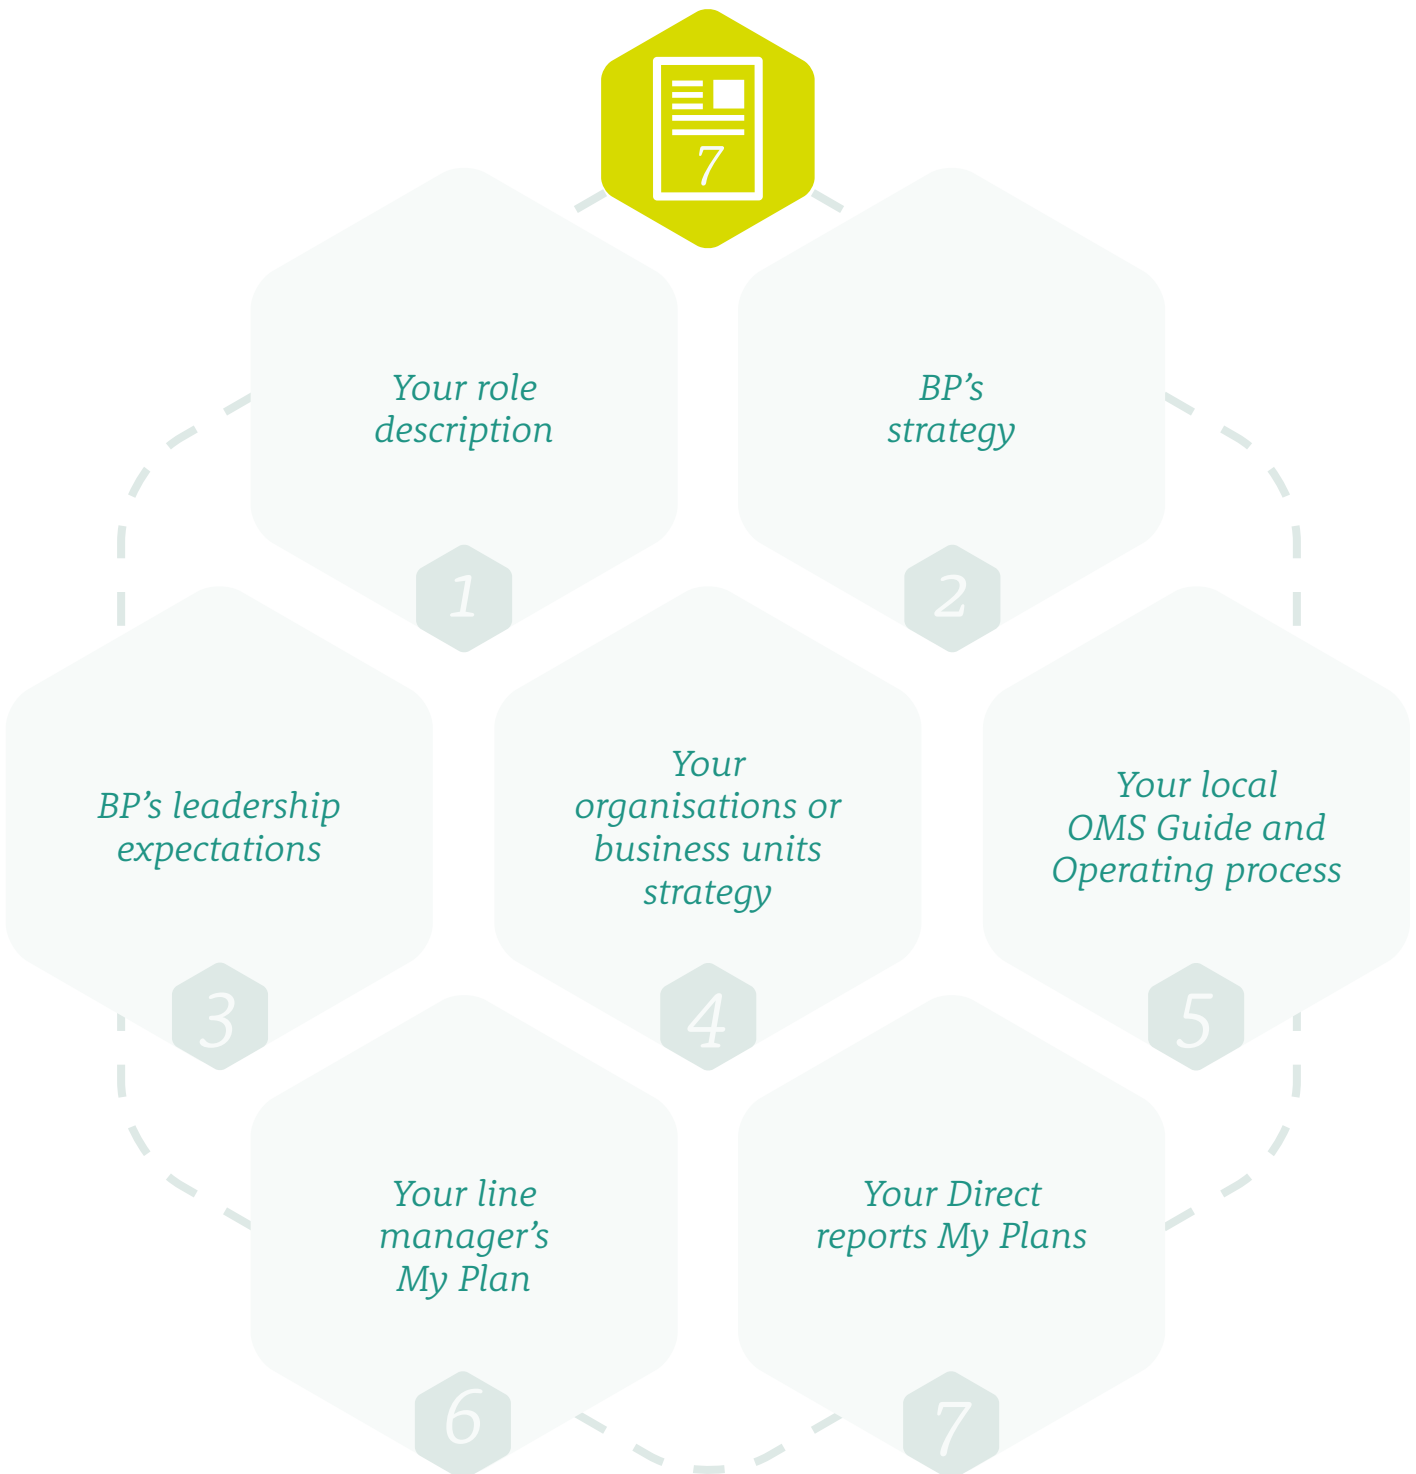 7
Your role
description
1
BP’s
strategy
2
BP’s leadership
expectations
3
Your
organisations or
business units
strategy
4
Your local
OMS Guide and
Operating process
5
Your line
manager’s
My Plan
6
Your Direct
reports My Plans
7